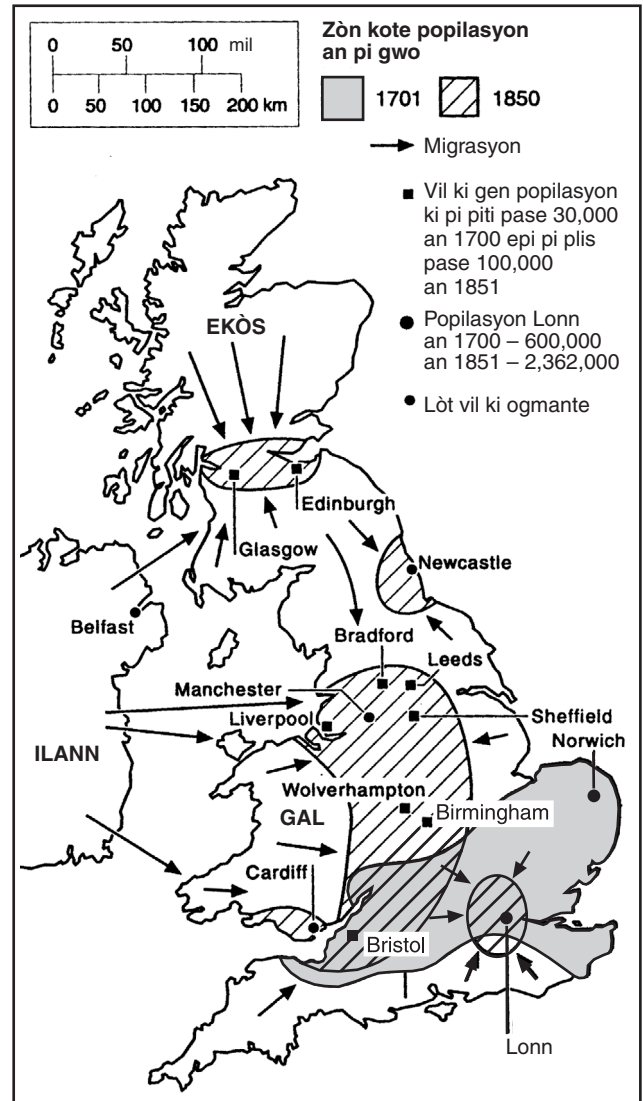 0 50 100 mil
0 50 100 150 200 km
Zòn kote popilasyon
an pi gwo
1701 1850
Migrasyon
Vil ki gen popilasyon
ki pi piti pase 30,000
an 1700 epi pi plis
pase 100,000
an 1851
Popilasyon Lonn
an 1700 – 600,000
an 1851 – 2,362,000
Lòt vil ki ogmante
EKÒS
Edinburgh
Glasgow
Newcastle
Belfast
Bradford
Leeds
Manchester
Liverpool
Sheffield
Norwich
ILANN
Wolverhampton
GAL
Birmingham
Cardiff
Bristol
Lonn